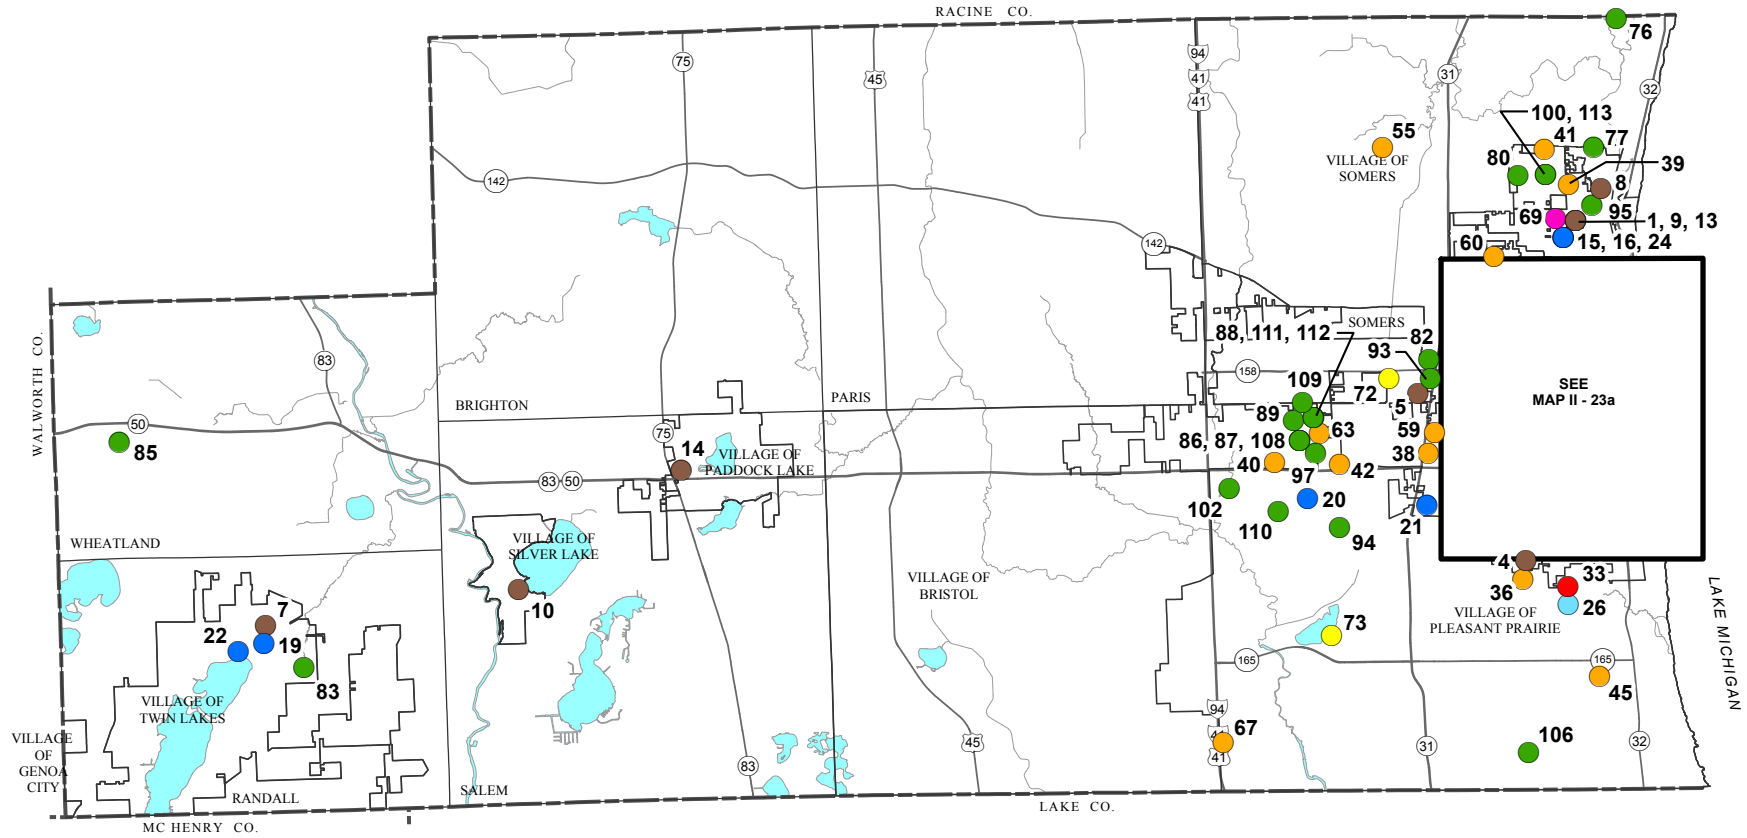 RACINE CO.
76
75
94
31
45
41
32
41
100, 113
55
41
77
VILLAGE OF
SOMERS
80
39
142
8
69
95
1, 9, 13
142
60
15, 16, 24
WALWORTH CO.
88, 111, 112
SOMERS
82
83
93
158
109
72
5
SEE
MAP II - 23a
BRIGHTON
PARIS
89
50
75
63
59
85
14
86, 87, 108
VILLAGE OF
PADDOCK LAKE
40
42
38
97
83
50
20
102
21
110
94
WHEATLAND
VILLAGE OF
SILVER LAKE
4
33
VILLAGE OF
BRISTOL
36
26
10
7
VILLAGE OF
PLEASANT PRAIRIE
22
19
73
LAKE MICHIGAN
165
165
83
45
VILLAGE OF
TWIN LAKES
94
VILLAGE
OF
GENOA
CITY
67
41
41
45
31
106
32
83
RANDALL
SALEM
LAKE CO.
MC HENRY CO.